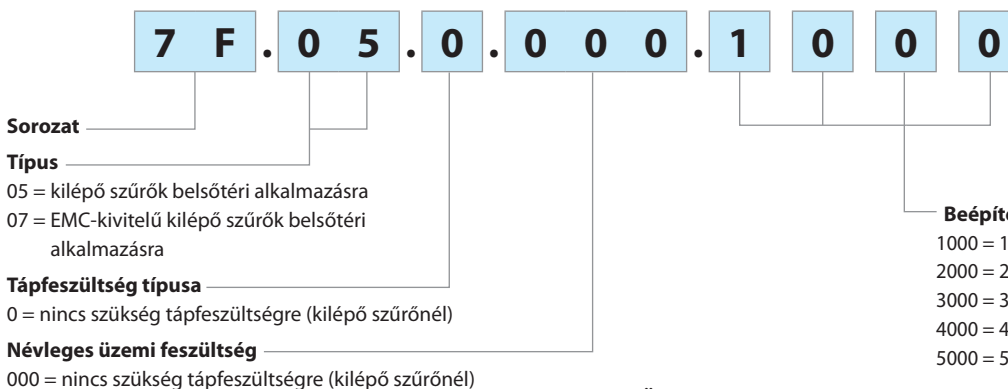 7 F . 0 5 . 0 . 0 0 0 . 1 0 0 0
Sorozat
Típus
05 = kilépő szűrők belsőtéri alkalmazásra
07 = EMC-kivitelű kilépő szűrők belsőtéri
alkalmazásra
Tápfeszültség típusa
0 = nincs szükség tápfeszültségre (kilépő szűrőnél)
Névleges üzemi feszültség
000 = nincs szükség tápfeszültségre (kilépő szűrőnél)
1000 = 1
2000 = 2
3000 = 3
4000 = 4
5000 = 5